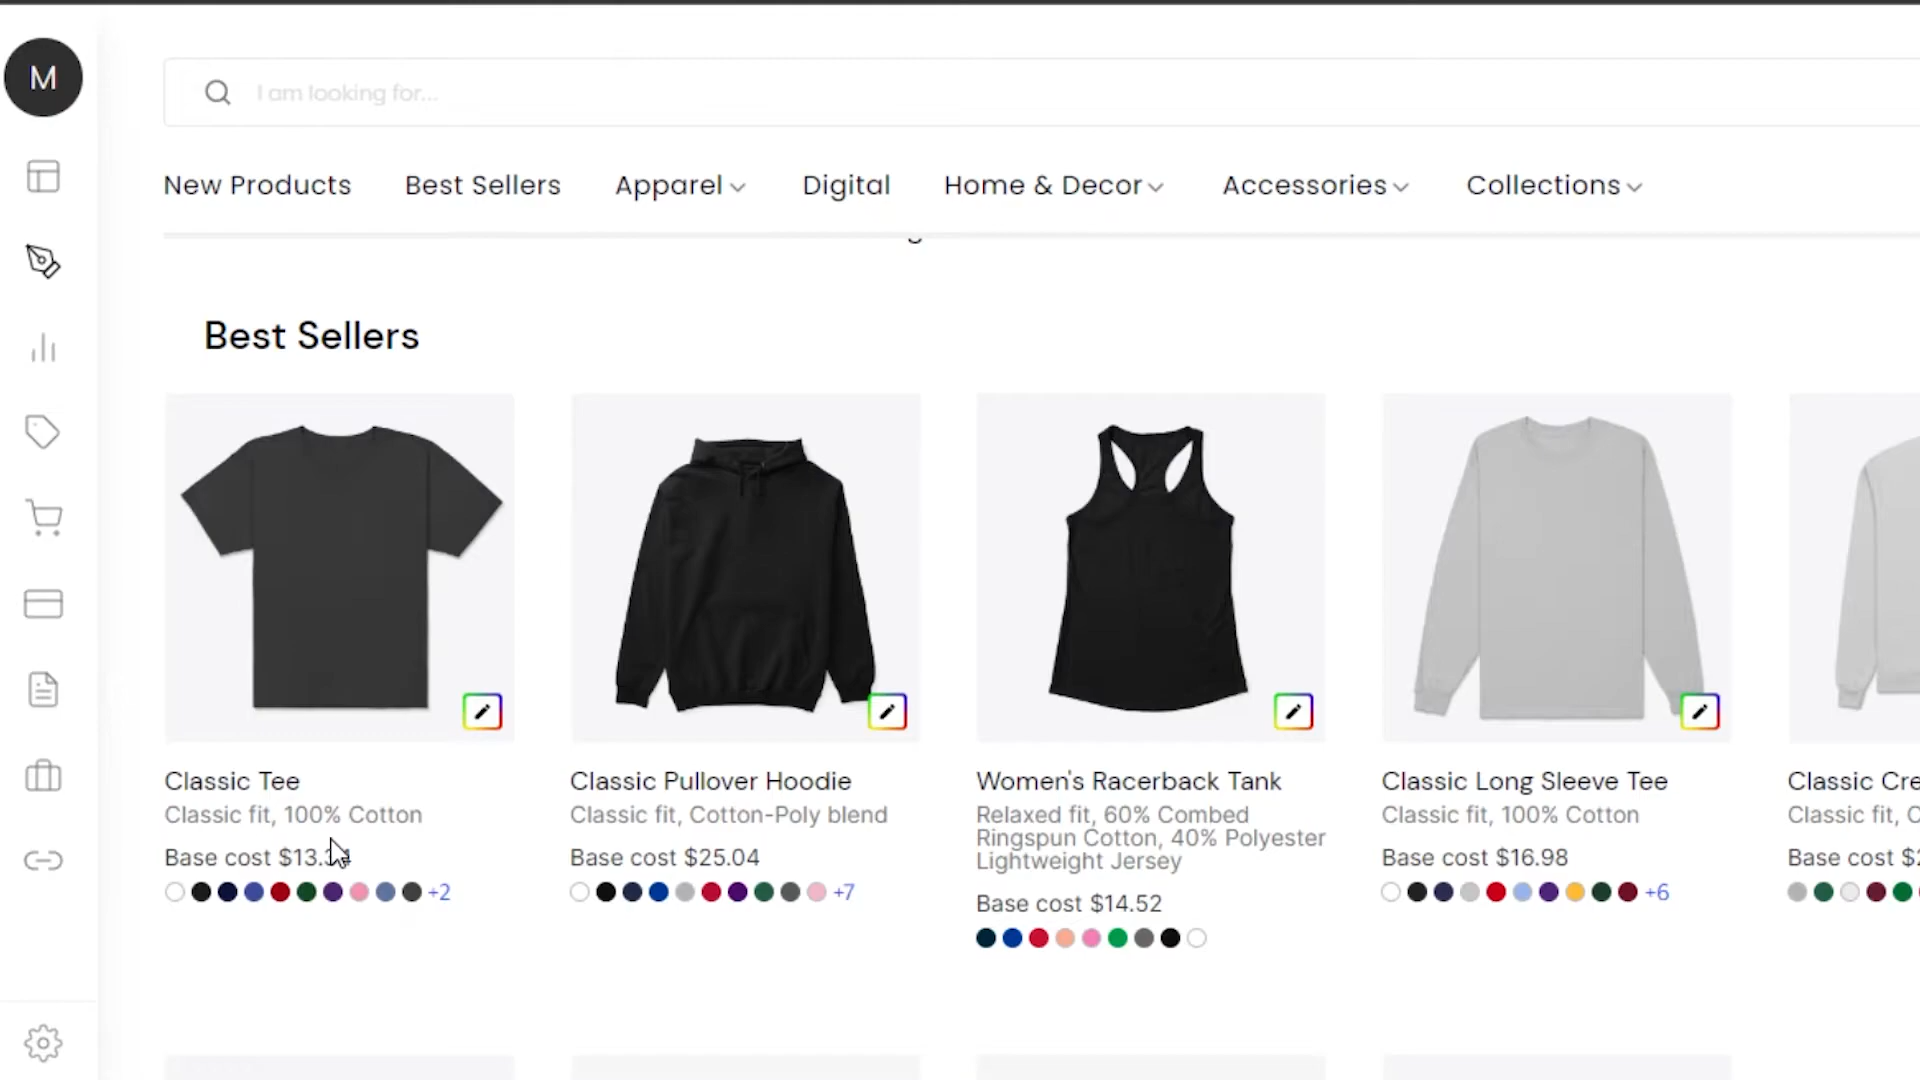 M
I am looking for...
New Products Best Sellers Apparel Digital Home & Decor Accessories Collections
Best Sellers
Classic Tee
Classic fit, 100% Cotton
Base cost
+2
Classic Pullover Hoodie
Classic fit, Cotton-Poly blend
Base cost $25.04
+7
Women's Racerback Tank
Relaxed fit, 60% Combed
Ringspun Cotton, 40% Polyester
Lightweight Jersey
Base cost $14.52
Classic Long Sleeve Tee
Classic fit, 100% Cotton
Base cost $16.98
+6
Classic Cre
Classic fit, C
Base cost $2